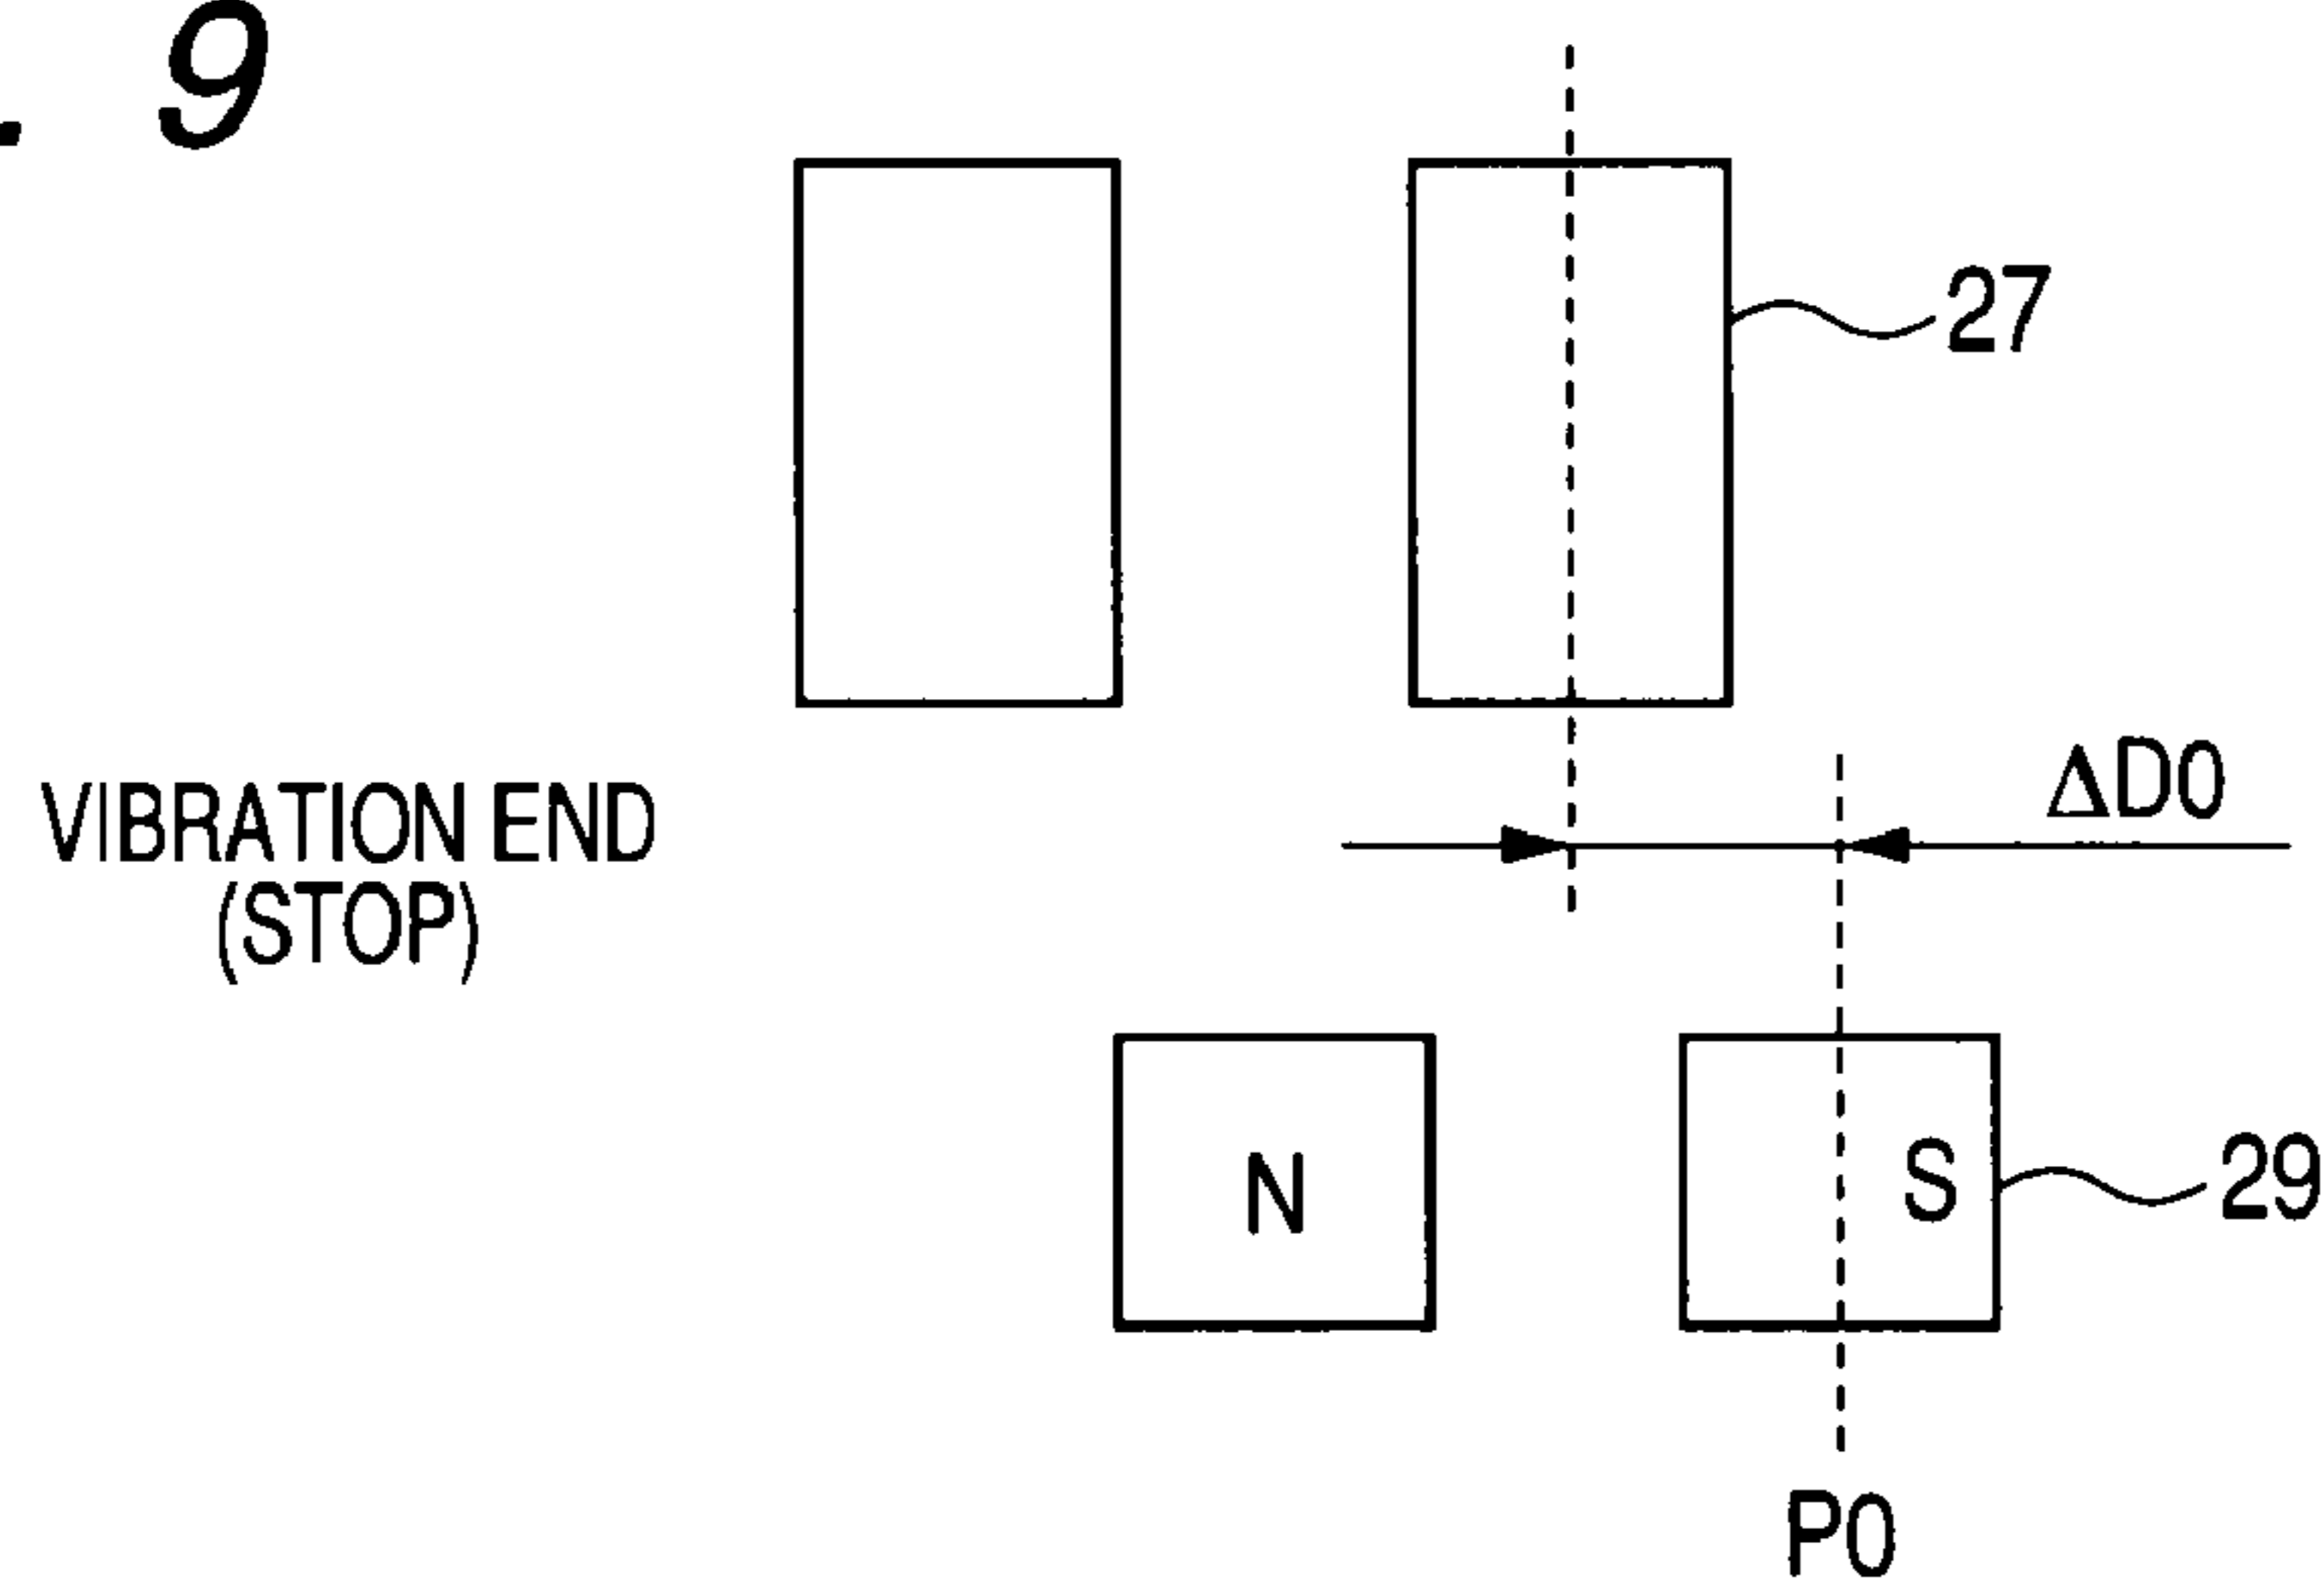 . 9
27
ΔD0
VIBRATION END
(STOP)
N
S
29
P0